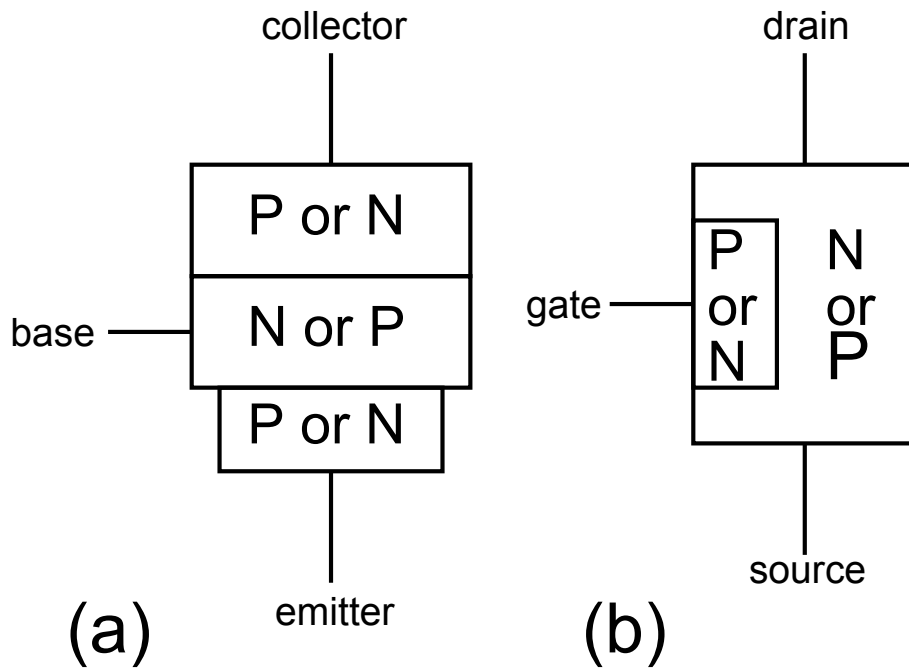 collector
P or N
base
N or P
P or N
emitter
(a)
drain
P
or
N
gate
N
or
P
source
(b)